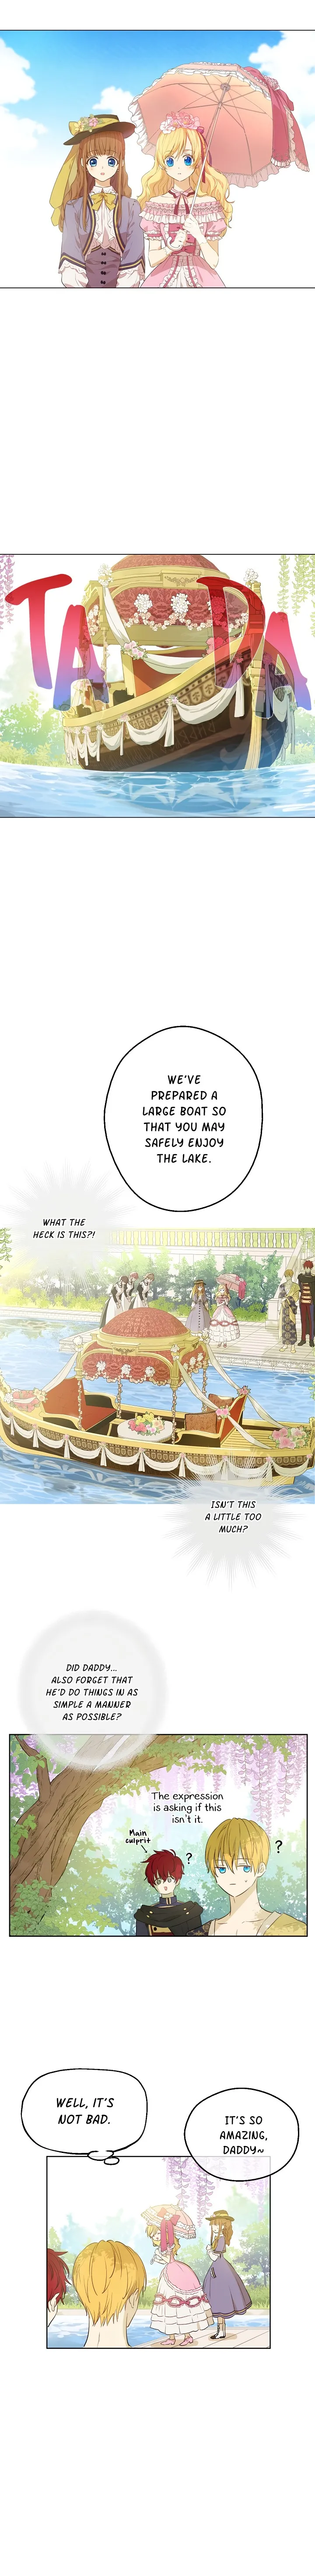 TA DA
WE'VE
PREPARED A
LARGE BOAT SO
THAT YOU MAY
SAFELY ENJOY
THE LAKE.
WHAT THE
HECK IS THIS?!
ISN'T THIS
A LITTLE TOO
MUCH?
DID DADDY...
ALSO FORGET THAT
HE'D DO THINGS IN AS
SIMPLE A MANNER
AS POSSIBLE?
The expression
is asking if this
isn't it.
Main
culprit
?
?
WELL, IT'S
NOT BAD.
IT'S SO
AMAZING,
DADDY~